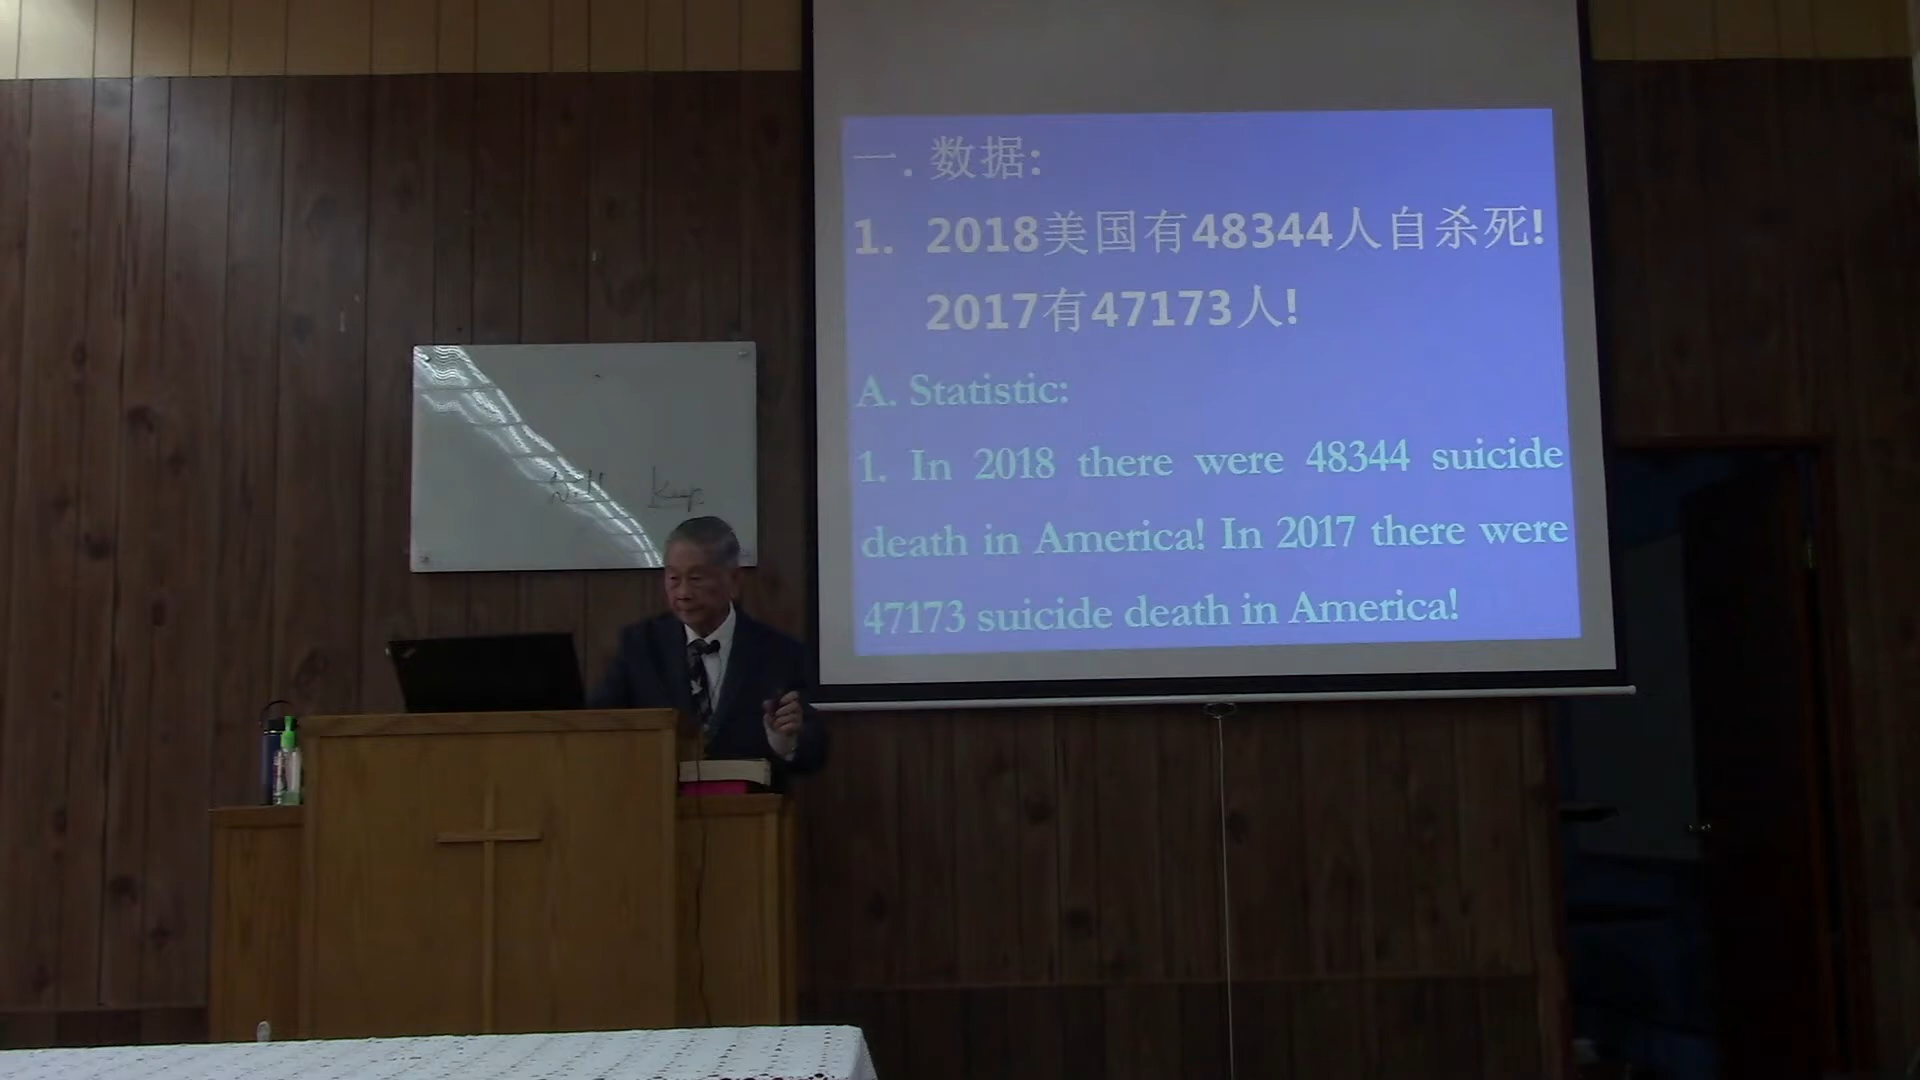 一. 数据:
1. 2018美国有48344人自杀死!
2017有47173人!
A. Statistic:
1. In 2018 there were 48344 suicide
death in America! In 2017 there were
47173 suicide death in America!